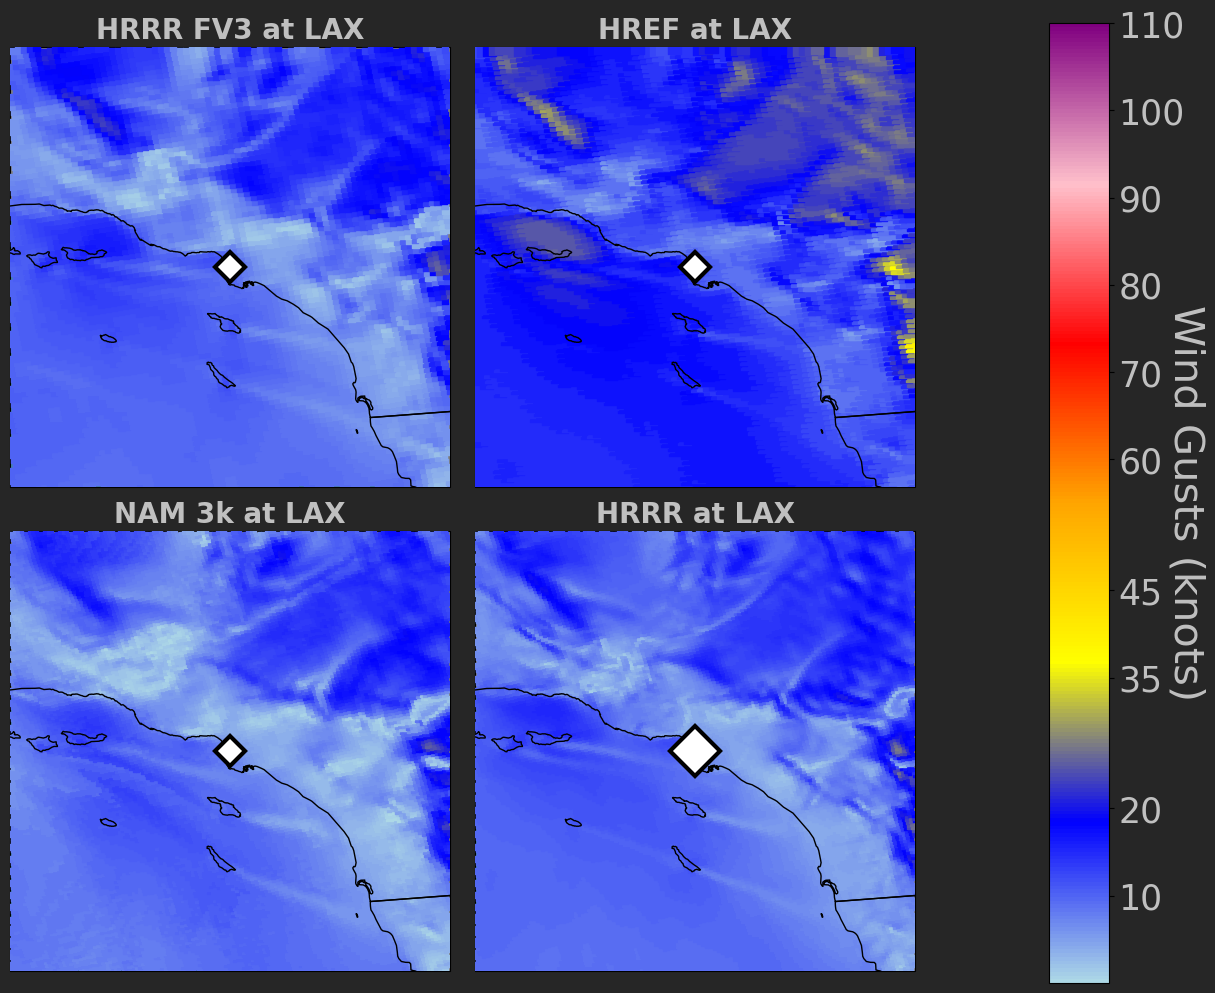 HRRR FV3 at LAX
HREF at LAX
NAM 3k at LAX
HRRR at LAX
110
100
90
80
70
60
45
35
20
10
Wind Gusts (knots)